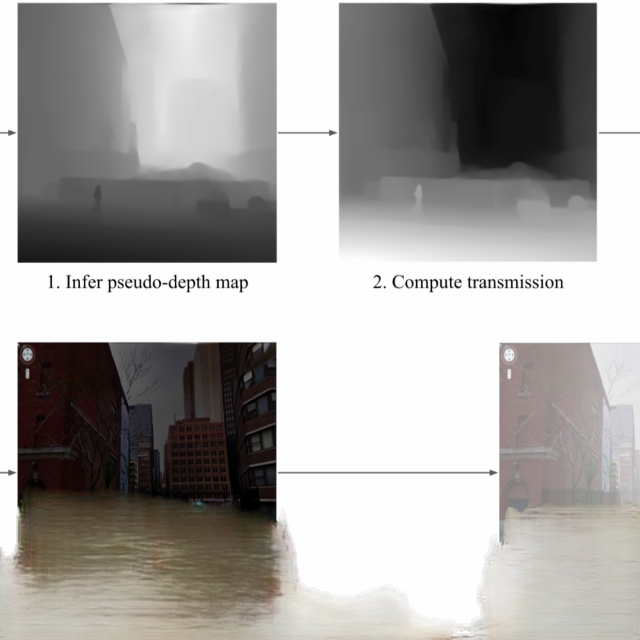 1. Infer pseudo-depth map
2. Compute transmission